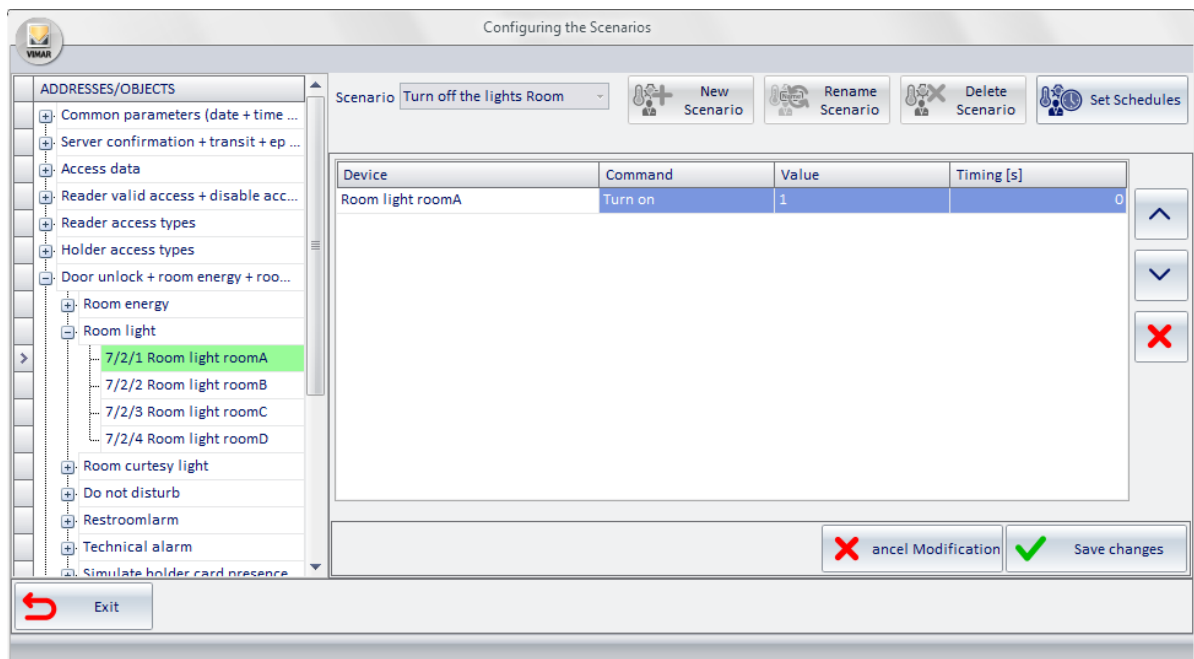 Configuring the Scenarios
VIMAR
ADDRESSES/OBJECTS
Common parameters (date + time ...
Server confirmation + transit + ep ...
Access data
Reader valid access + disable acc...
Reader access types
Holder access types
Door unlock + room energy + roo...
Room energy
Room light
7/2/1 Room light roomA
7/2/2 Room light roomB
7/2/3 Room light roomC
7/2/4 Room light roomD
Room curtesy light
Do not disturb
Restroomlarm
Technical alarm
Simulate holder card presence
Scenario Turn off the lights Room
New
Scenario
Rename
Scenario
Delete
Scenario
Set Schedules
Device Command Value Timing [s]
Room light roomA Turn on 1 0
ancel Modification
Save changes
Exit